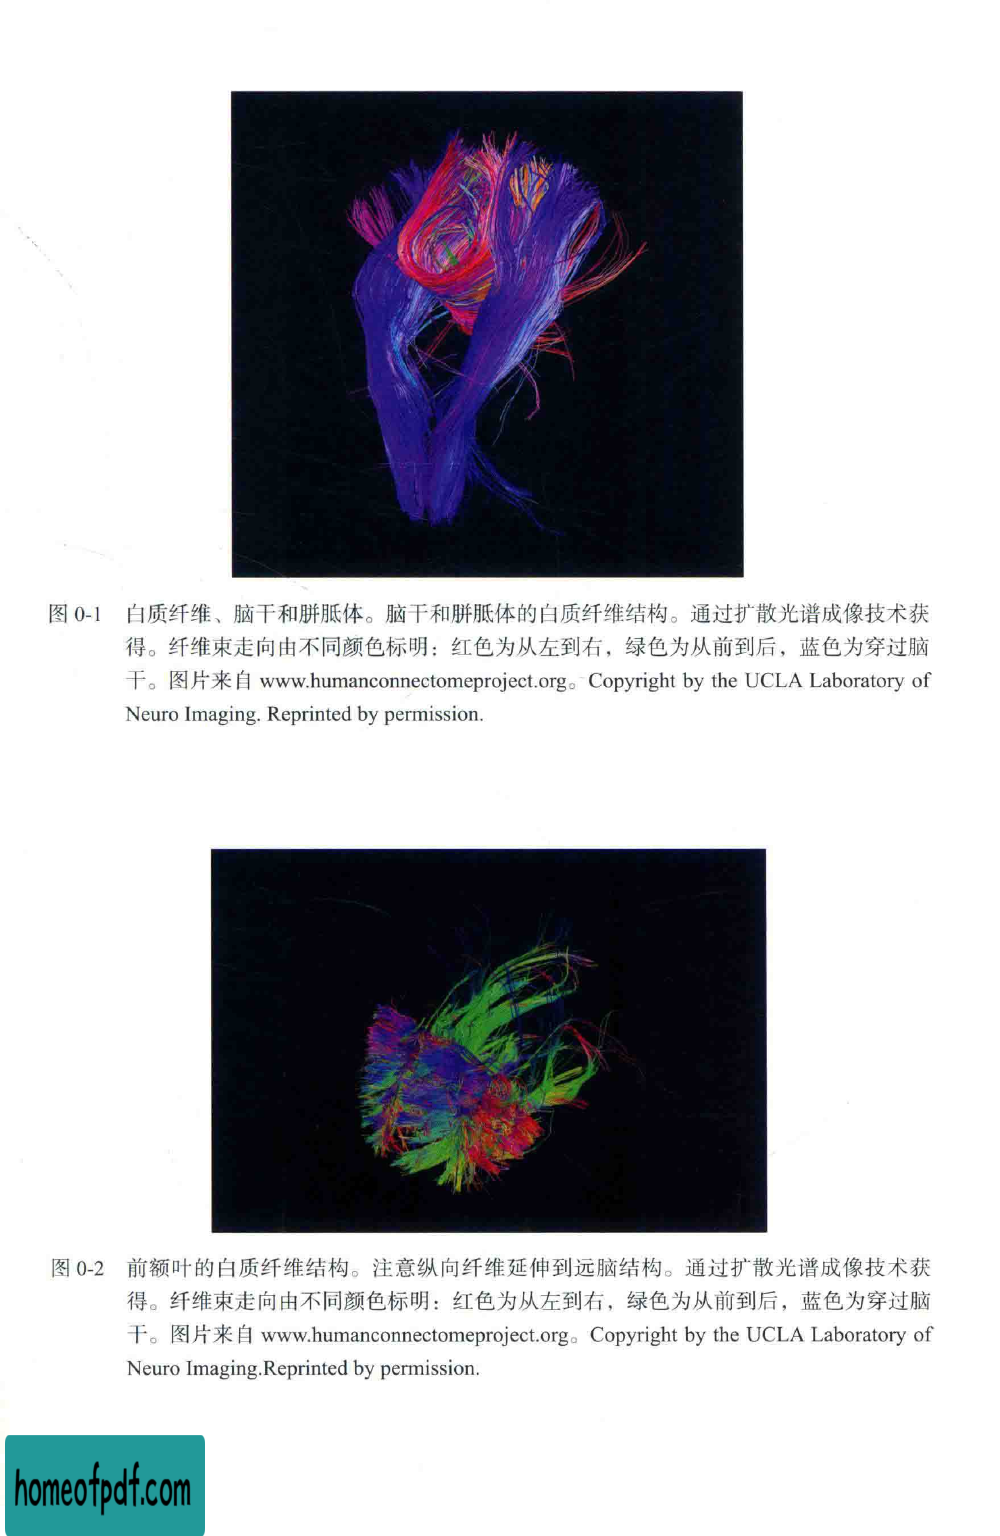 图 0-1 白质纤维、脑干和胼胝体。脑干和胼胝体的白质纤维结构。通过扩散光谱成像技术获
得。纤维束走向由不同颜色标明：红色为从左到右，绿色为从前到后，蓝色为穿过脑
干。图片来自 www.humanconnectomeproject.org。Copyright by the UCLA Laboratory of
Neuro Imaging. Reprinted by permission.
图 0-2 前额叶的白质纤维结构。注意纵向纤维延伸到远脑结构。通过扩散光谱成像技术获
得。纤维束走向由不同颜色标明：红色为从左到右，绿色为从前到后，蓝色为穿过脑
干。图片来自 www.humanconnectomeproject.org。Copyright by the UCLA Laboratory of
Neuro Imaging.Reprinted by permission.
homeofpdf.com